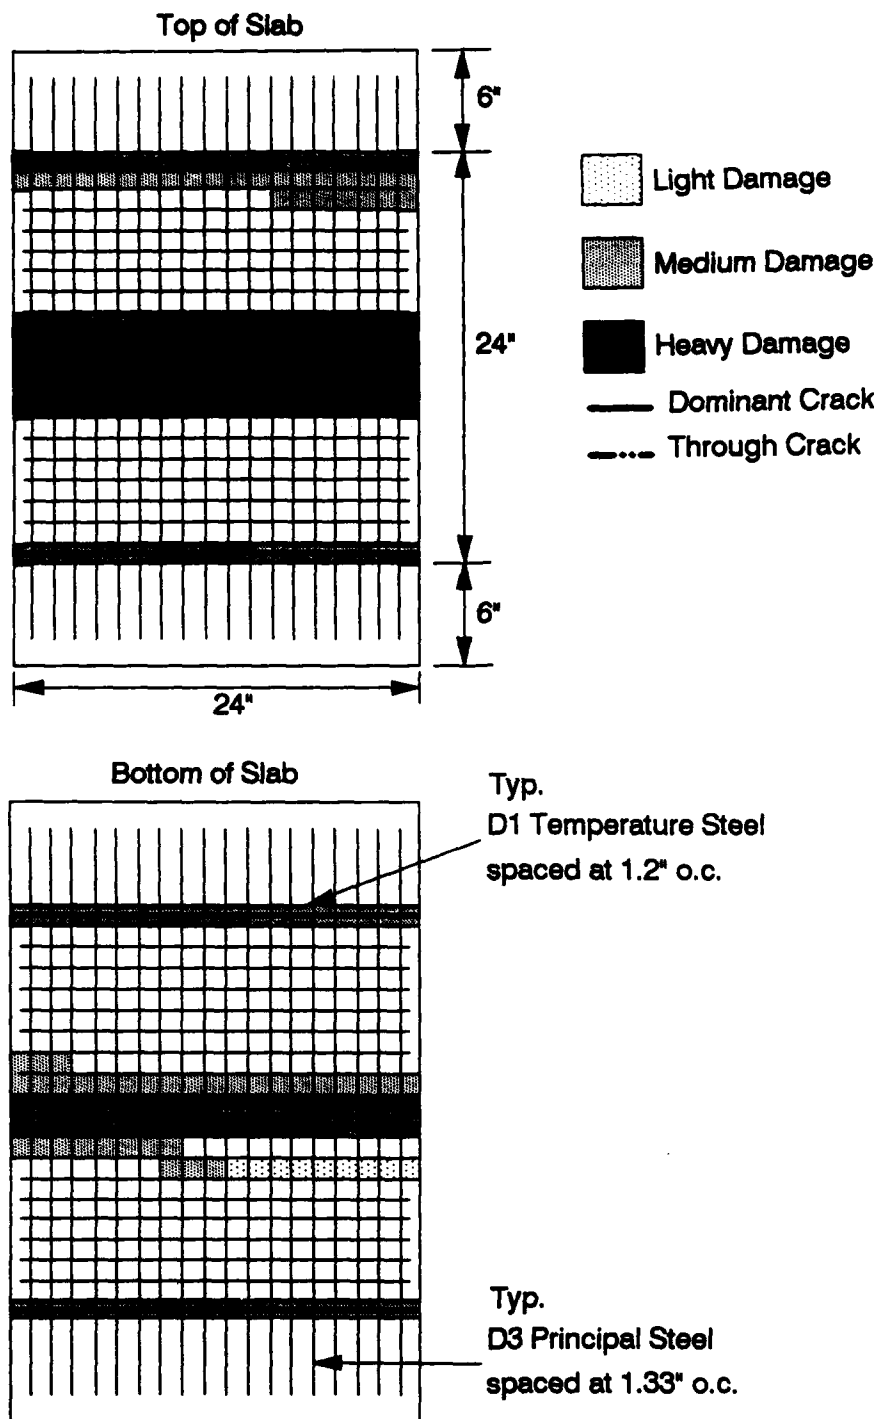 Top of Slab
6"
Light Damage
Medium Damage
24"
Heavy Damage
Dominant Crack
Through Crack
6"
24"
Bottom of Slab
Typ.
D1 Temperature Steel
spaced at 1.2" o.c.
Typ.
D3 Principal Steel
spaced at 1.33" o.c.